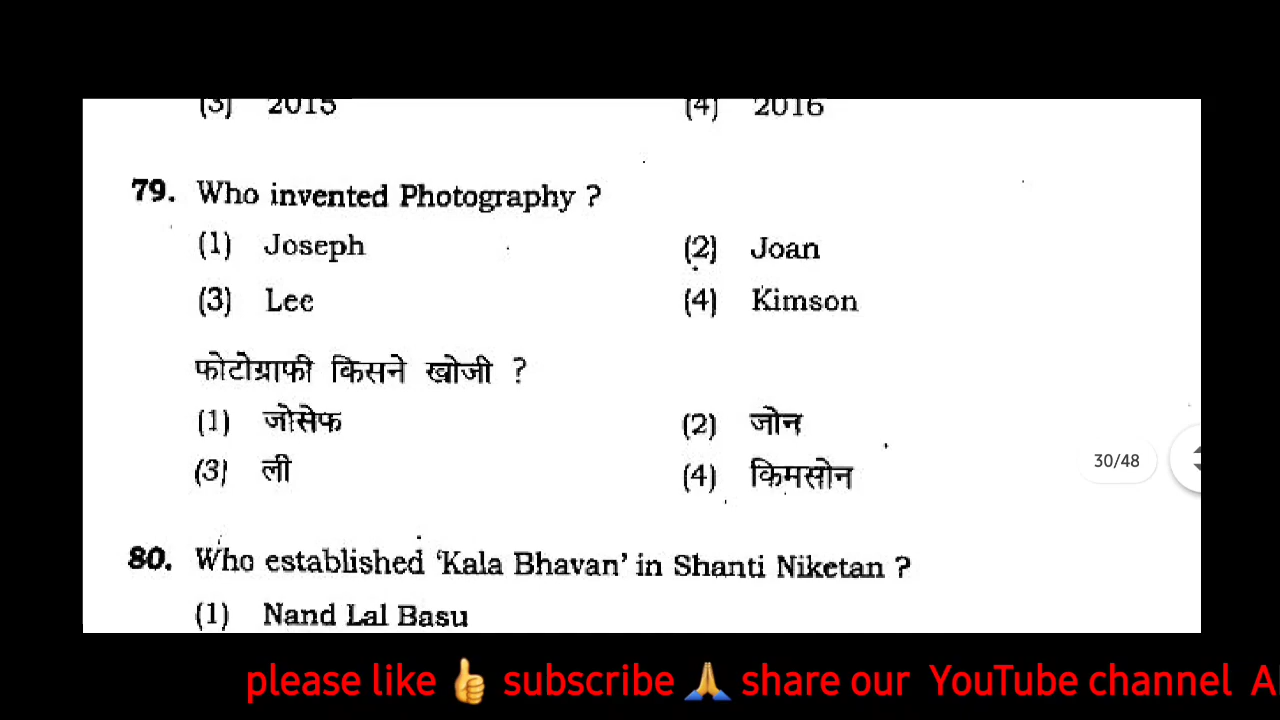 (3) 2015 (4) 2016
79. Who invented Photography ?
(1) Joseph (2) Joan
(3) Lee (4) Kimson
फोटोग्राफी किसने खोजी ?
(1) जोसेफ (2) जोन
(3) ली (4) किमसोन
30/48
80. Who established ‘Kala Bhavan’ in Shanti Niketan ?
(1) Nand Lal Basu
please like 👍 subscribe 🙏 share our YouTube channel A